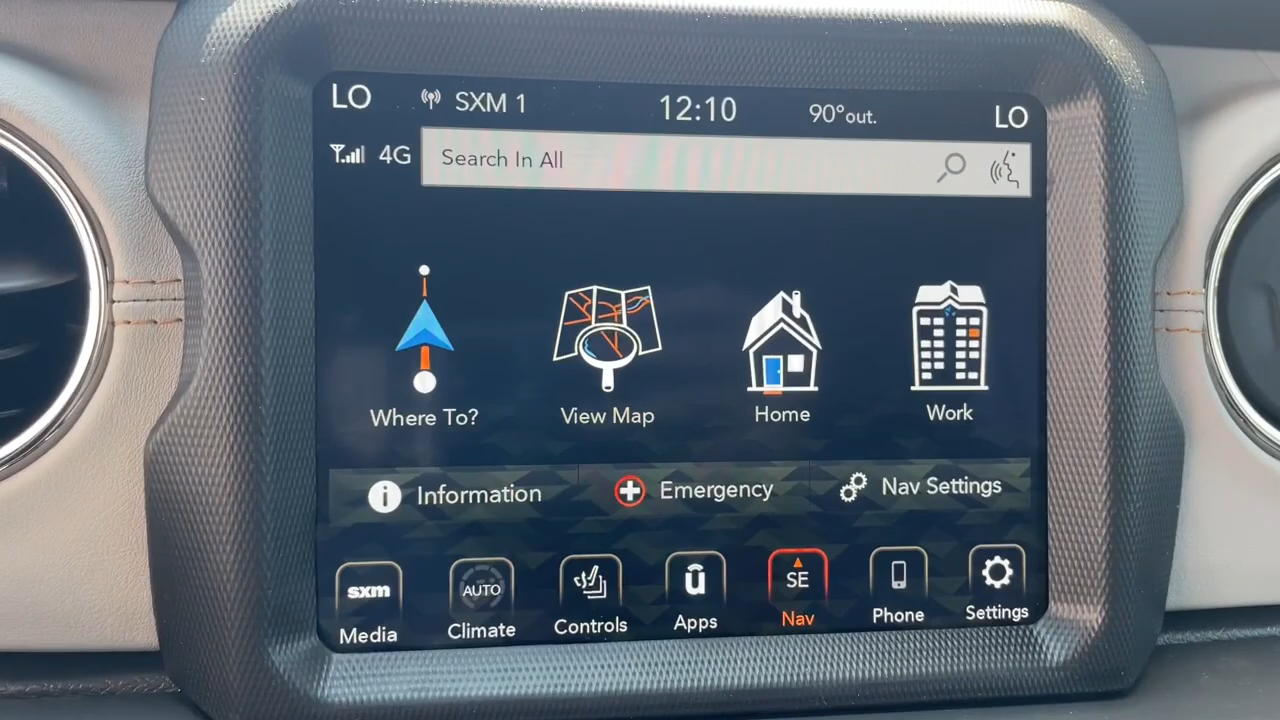 LO SXM 1 12:10 90°out. LO
4G Search In All
Where To? View Map Home Work
i Information Emergency Nav Settings
sxm AUTO û SE
Media Climate Controls Apps Nav Phone Settings